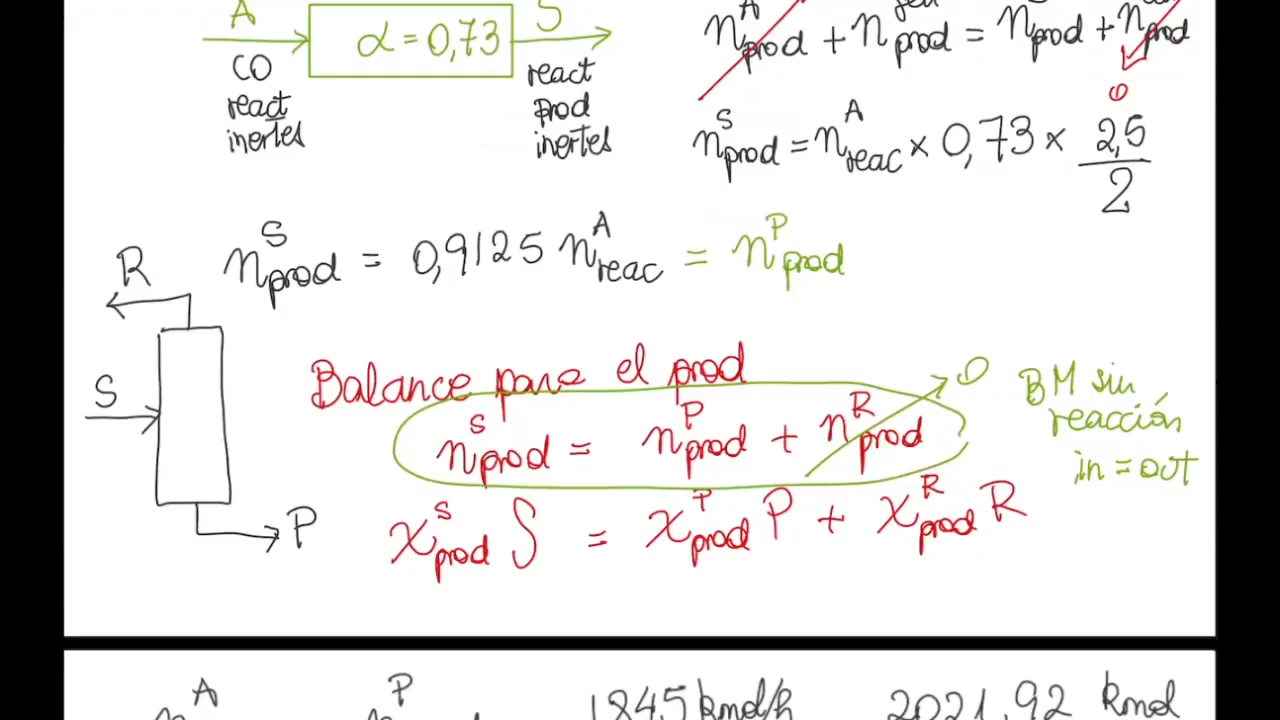 A
α = 0,73
S
CO
react
inertes
react
prod
inertes
n^A_prod + n_prod = n_prod + n_prod
0
n^S_prod = n^A_reac × 0,73 × 2,5/2
n^S_prod = 0,9125 n^A_reac = n^P_prod
R
S
P
Balance para el prod
n^S_prod = n^P_prod + n^R_prod
0
BM sin
reacción
in = out
x^S_prod S = x^P_prod P + x^R_prod R
A P 1845 kmol/h 2021,92 kmol